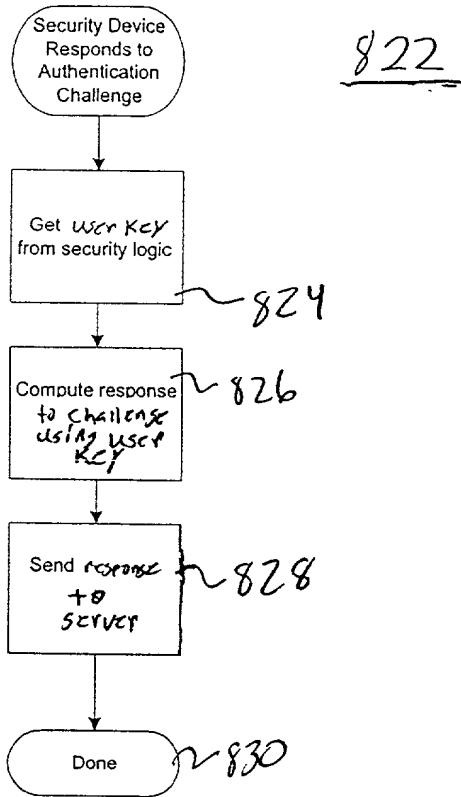 Security Device
Responds to
Authentication
Challenge
822
Get user key
from security logic
824
Compute response
to challenge
using user
key
826
Send response
to
server
828
Done
830